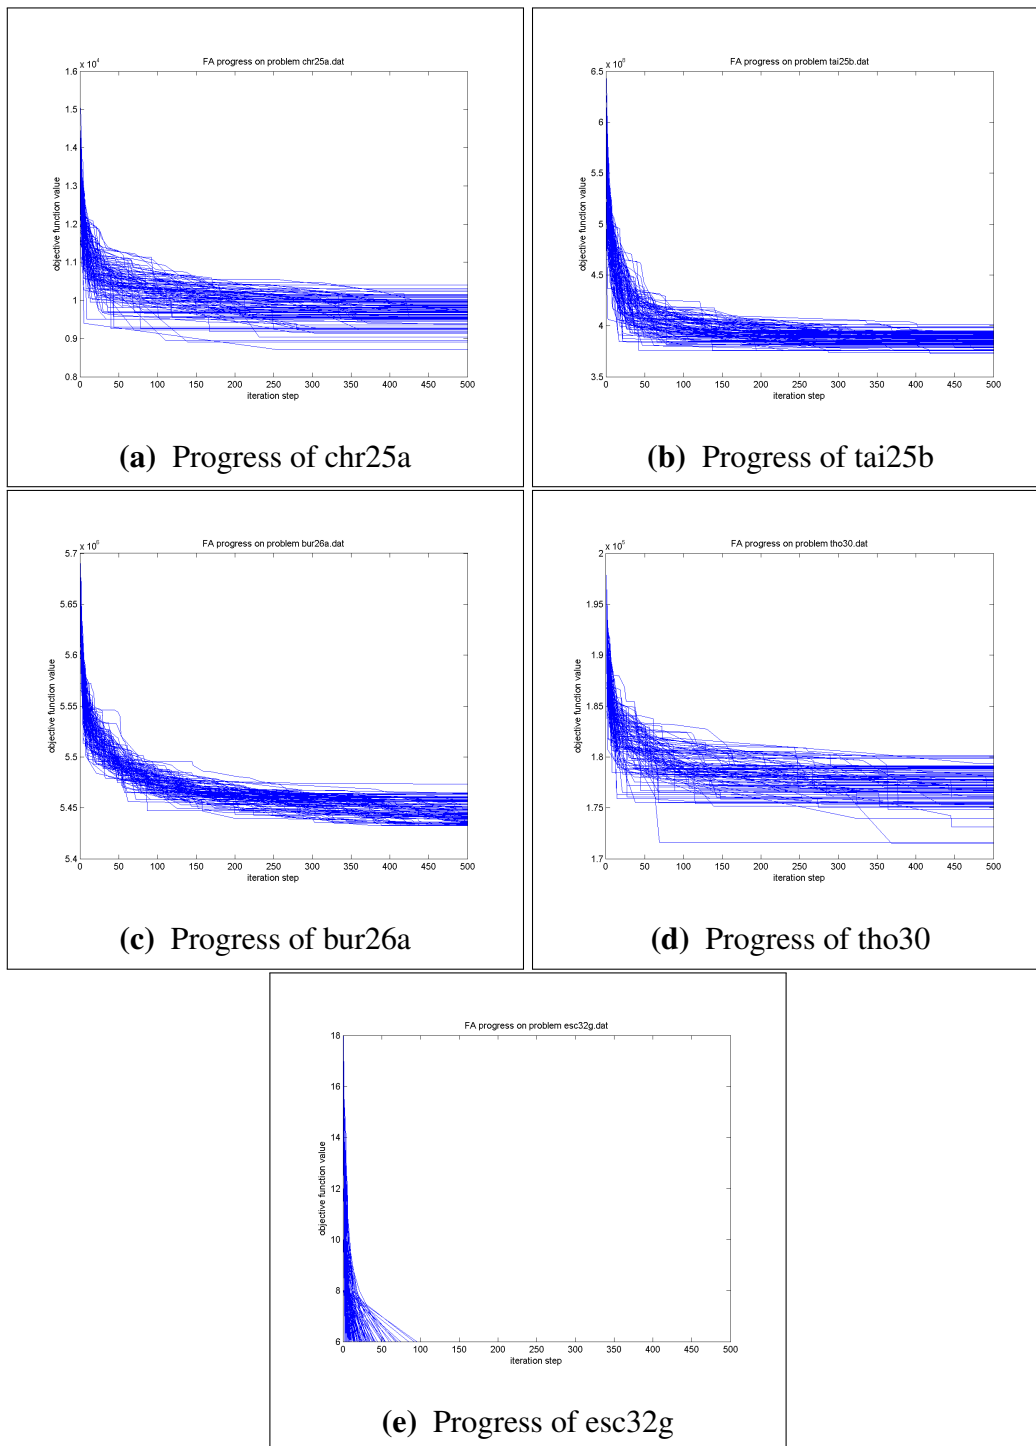 FA progress on problem chr25a.dat
x 10^4
1.6
1.5
1.4
1.3
1.2
1.1
1
0.9
0.8
objective function value
0 50 100 150 200 250 300 350 400 450 500
iteration step
(a) Progress of chr25a
FA progress on problem tai25b.dat
x 10^8
6.5
6
5.5
5
4.5
4
3.5
objective function value
0 50 100 150 200 250 300 350 400 450 500
iteration step
(b) Progress of tai25b
FA progress on problem bur26a.dat
x 10^6
5.7
5.65
5.6
5.55
5.5
5.45
5.4
objective function value
0 50 100 150 200 250 300 350 400 450 500
iteration step
(c) Progress of bur26a
FA progress on problem tho30.dat
x 10^5
2
1.95
1.9
1.85
1.8
1.75
1.7
objective function value
0 50 100 150 200 250 300 350 400 450 500
iteration step
(d) Progress of tho30
FA progress on problem esc32g.dat
18
16
14
12
10
8
6
objective function value
0 50 100 150 200 250 300 350 400 450 500
iteration step
(e) Progress of esc32g